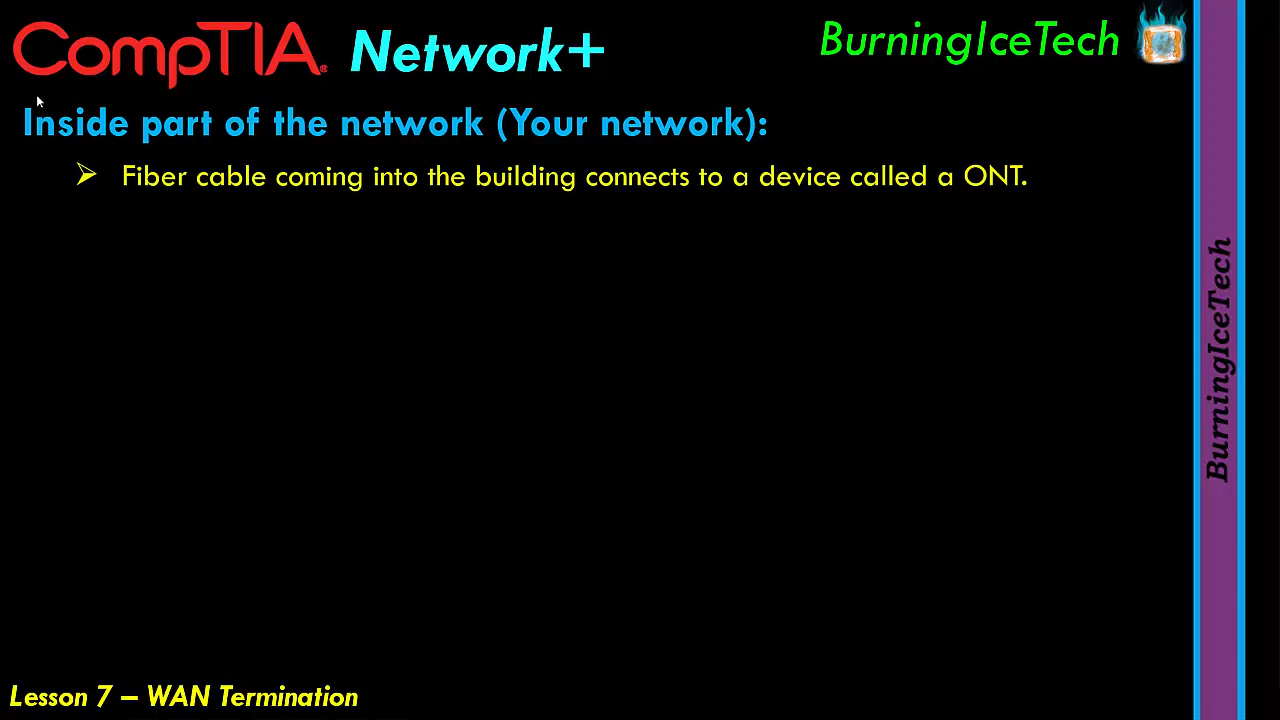 CompTIA. Network+
BurningIceTech
Inside part of the network (Your network):
➢ Fiber cable coming into the building connects to a device called a ONT.
BurningIceTech
Lesson 7 – WAN Termination